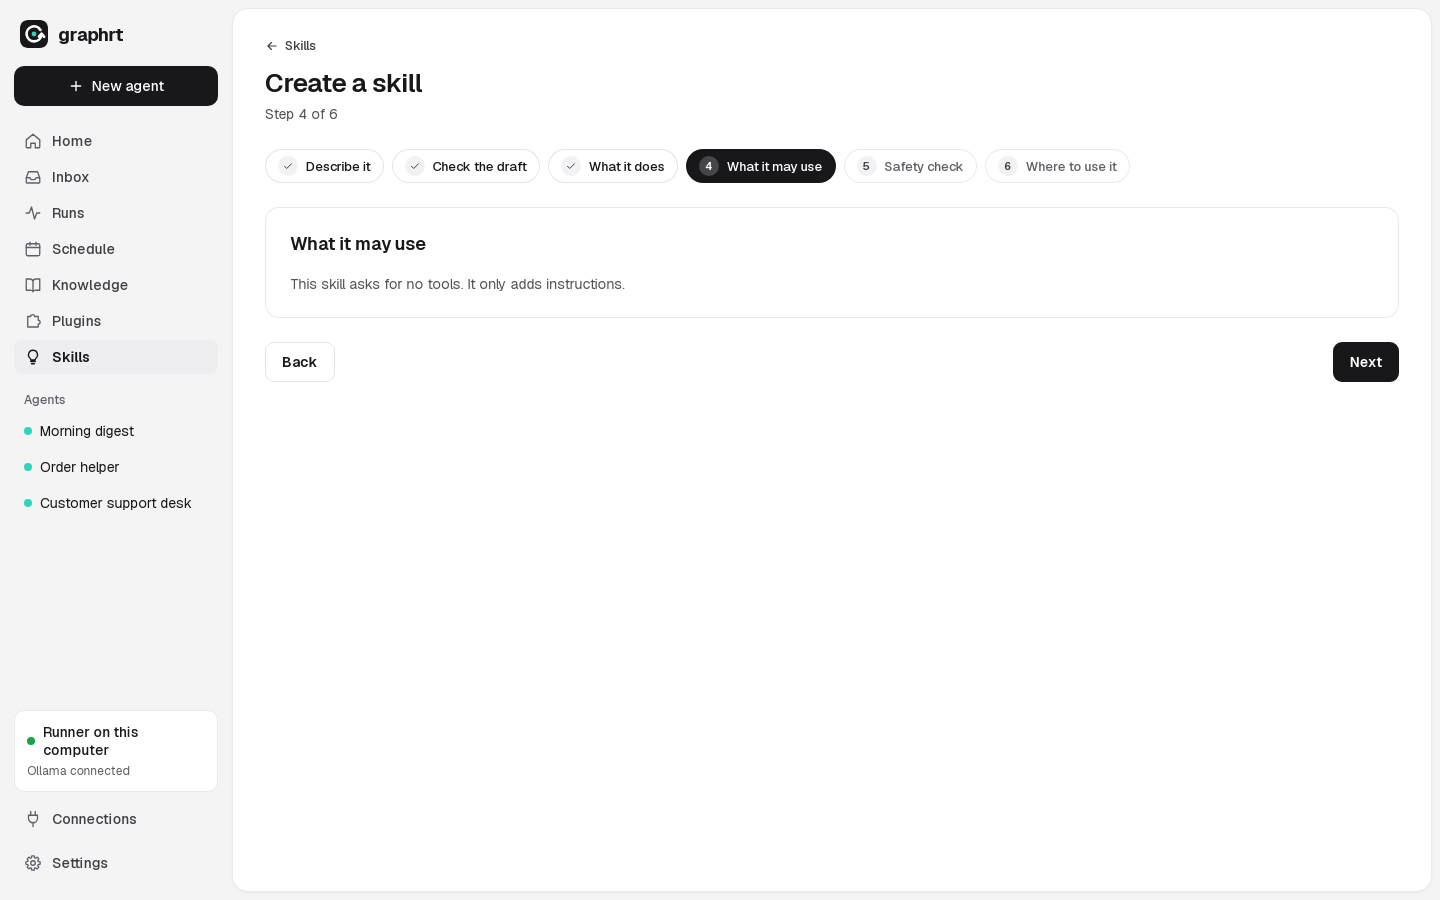 graphrt
New agent
Home
Inbox
Runs
Schedule
Knowledge
Plugins
Skills
Agents
Morning digest
Order helper
Customer support desk
Runner on this
computer
Ollama connected
Connections
Settings
Skills
Create a skill
Step 4 of 6
Describe it
Check the draft
What it does
4 What it may use
5 Safety check
6 Where to use it
What it may use
This skill asks for no tools. It only adds instructions.
Back
Next